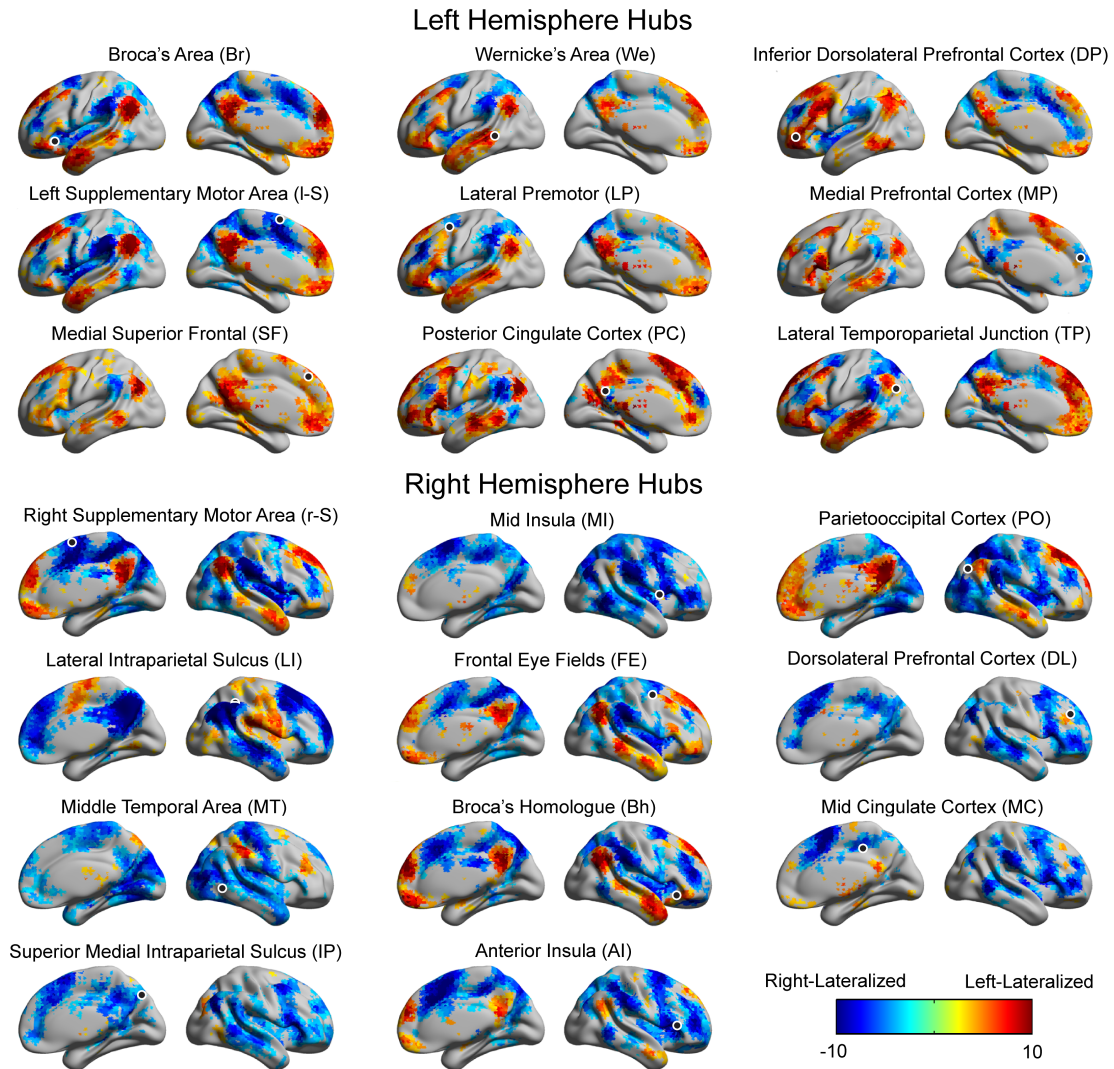 Left Hemisphere Hubs
Broca's Area (Br)
Wernicke's Area (We)
Inferior Dorsolateral Prefrontal Cortex (DP)
Left Supplementary Motor Area (l-S)
Lateral Premotor (LP)
Medial Prefrontal Cortex (MP)
Medial Superior Frontal (SF)
Posterior Cingulate Cortex (PC)
Lateral Temporoparietal Junction (TP)
Right Hemisphere Hubs
Right Supplementary Motor Area (r-S)
Mid Insula (MI)
Parietooccipital Cortex (PO)
Lateral Intraparietal Sulcus (LI)
Frontal Eye Fields (FE)
Dorsolateral Prefrontal Cortex (DL)
Middle Temporal Area (MT)
Broca's Homologue (Bh)
Mid Cingulate Cortex (MC)
Superior Medial Intraparietal Sulcus (IP)
Anterior Insula (AI)
Right-Lateralized Left-Lateralized
-10 10